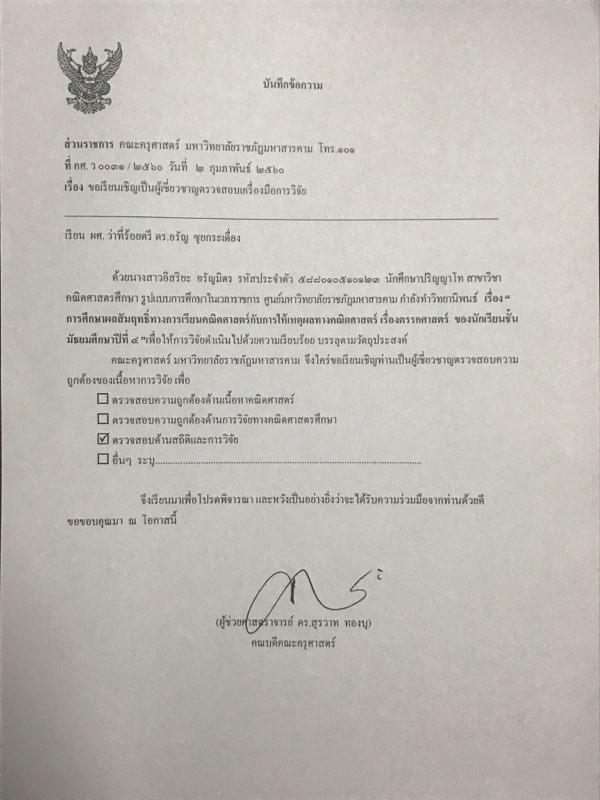 บันทึกข้อความ
ส่วนราชการ คณะครุศาสตร์ มหาวิทยาลัยราชภัฏมหาสารคาม โทร.๑๐๑
ที่ คศ. ว ๐๐๓๑ / ๒๕๖๐ วันที่ ๒ กุมภาพันธ์ ๒๕๖๐
เรื่อง ขอเรียนเชิญเป็นผู้เชี่ยวชาญตรวจสอบเครื่องมือการวิจัย
เรียน ผศ. ว่าที่ร้อยตรี ดร.อรัญ ซุยกระเดื่อง
ด้วยนางสาวอิสริยะ อรัญมิตร รหัสประจำตัว ๕๘๘๐๑๐๕๑๐๑๒๓ นักศึกษาปริญญาโท สาขาวิชา
คณิตศาสตรศึกษา รูปแบบการศึกษาในเวลาราชการ ศูนย์มหาวิทยาลัยราชภัฏมหาสารคาม กำลังทำวิทยานิพนธ์ เรื่อง “
การศึกษาผลสัมฤทธิ์ทางการเรียนคณิตศาสตร์กับการให้เหตุผลทางคณิตศาสตร์ เรื่องตรรกศาสตร์ ของนักเรียนชั้น
มัธยมศึกษาปีที่ ๔ ”เพื่อให้การวิจัยดำเนินไปด้วยความเรียบร้อย บรรลุตามวัตถุประสงค์
คณะครุศาสตร์ มหาวิทยาลัยราชภัฏมหาสารคาม จึงใคร่ขอเรียนเชิญท่านเป็นผู้เชี่ยวชาญตรวจสอบความ
ถูกต้องของเนื้อหาการวิจัย เพื่อ
☐ ตรวจสอบความถูกต้องด้านเนื้อหาคณิตศาสตร์
☐ ตรวจสอบความถูกต้องด้านการวิจัยทางคณิตศาสตรศึกษา
☑ ตรวจสอบด้านสถิติและการวิจัย
☐ อื่นๆ ระบุ..........................................................................................
จึงเรียนมาเพื่อโปรดพิจารณา และหวังเป็นอย่างยิ่งว่าจะได้รับความร่วมมือจากท่านด้วยดี
ขอขอบคุณมา ณ โอกาสนี้
(ผู้ช่วยศาสตราจารย์ ดร.สุรวาท ทองบุ)
คณบดีคณะครุศาสตร์